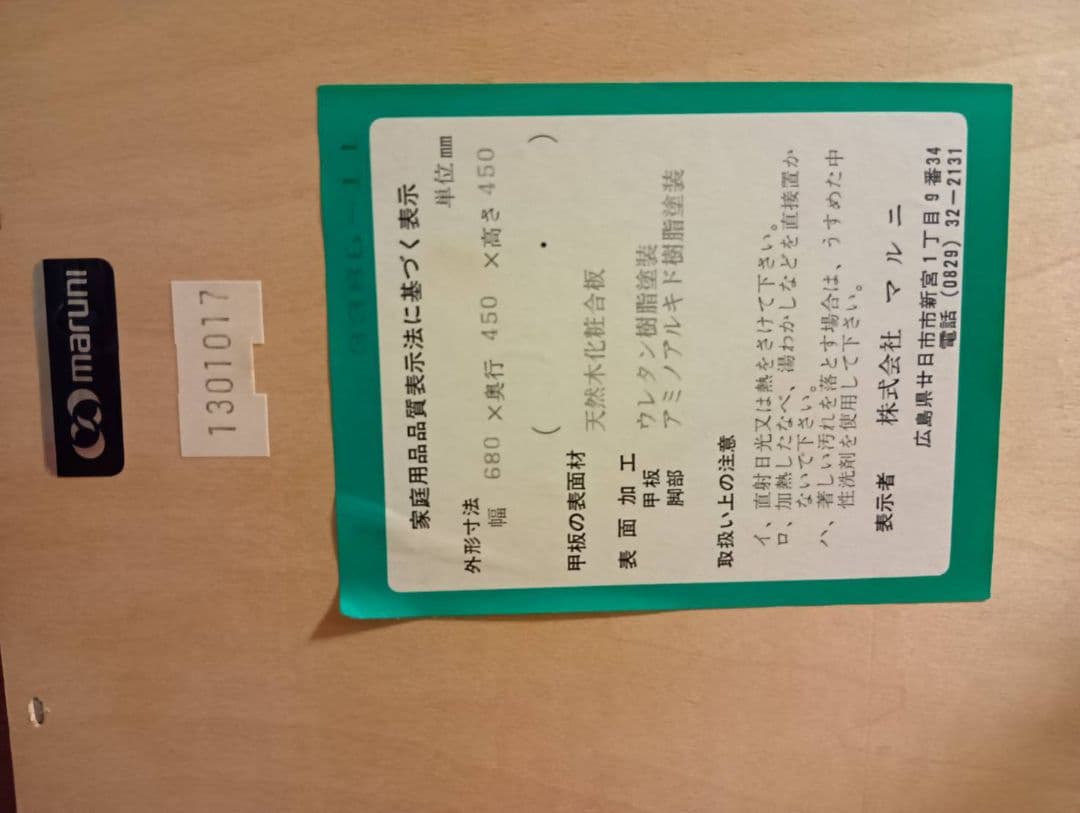 maruni
1301017
家庭用品品質表示法に基づく表示
外形寸法 単位mm
幅 680 ×奥行 450 ×高さ 450
( )
甲板の表面材 天然木化粧合板
表面加工
甲板 ウレタン樹脂塗装
脚部 アミノアルキド樹脂塗装
取扱い上の注意
イ、直射日光又は熱をさけて下さい。
ロ、加熱したなべ、湯わかしなどを直接置か
ないで下さい。
ハ、著しい汚れを落とす場合は、うすめた中
性洗剤を使用して下さい。
表示者 株式会社 マルニ
広島県廿日市市新宮1丁目9番34
電話 (0829) 32-2131